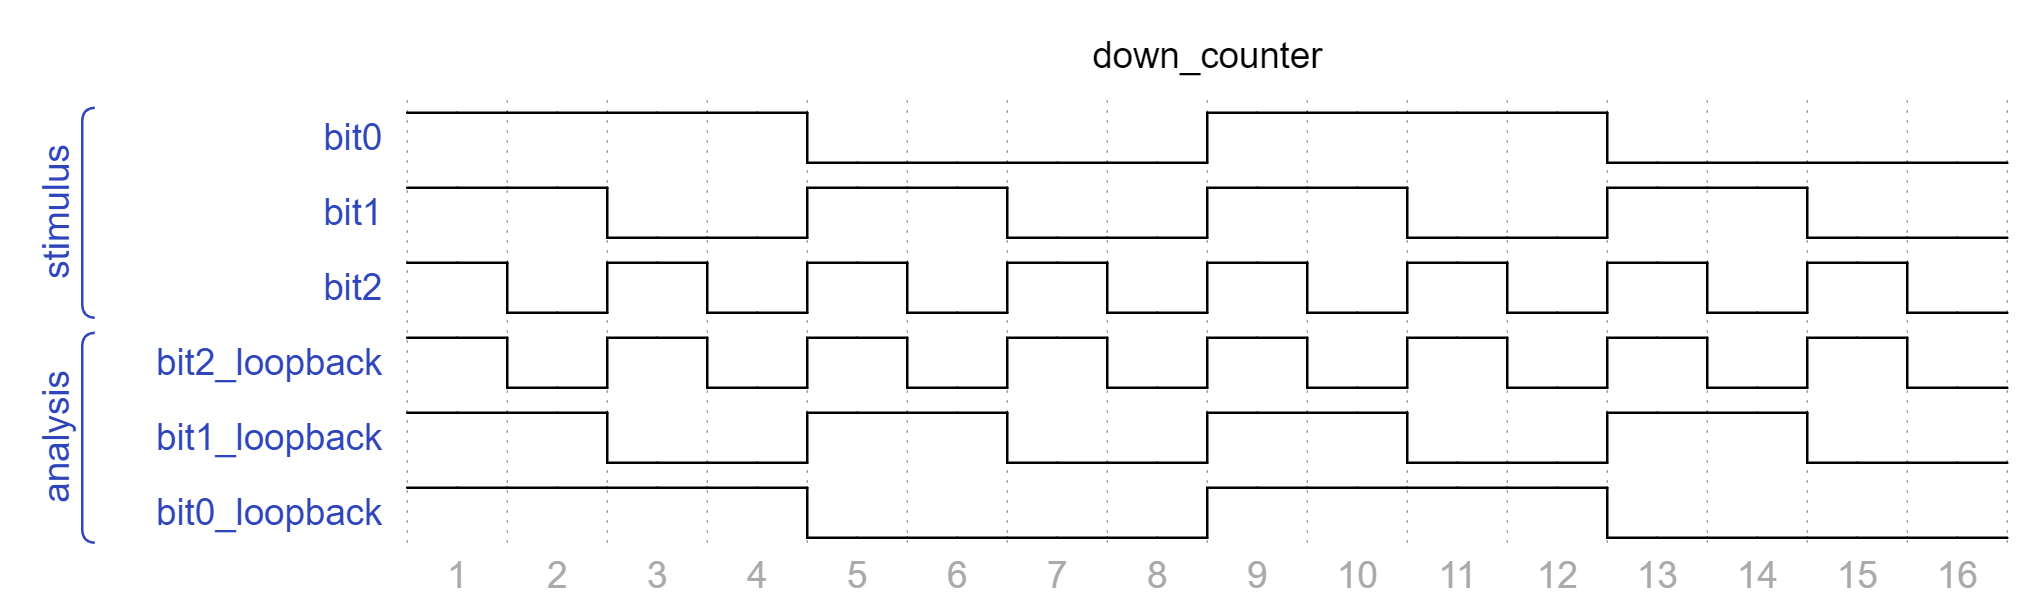 down_counter
stimulus
bit0
bit1
bit2
analysis
bit2_loopback
bit1_loopback
bit0_loopback
1 2 3 4 5 6 7 8 9 10 11 12 13 14 15 16